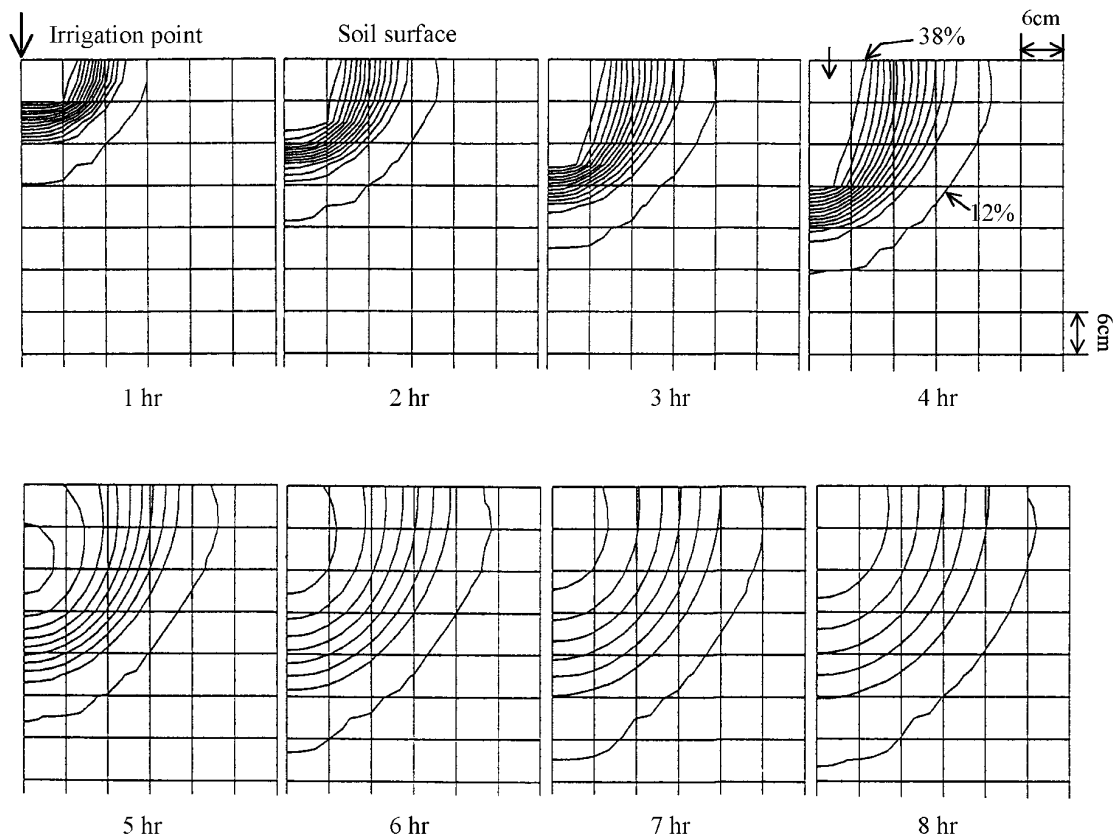 Irrigation point
Soil surface
38%
6cm
12%
6cm
1 hr
2 hr
3 hr
4 hr
5 hr
6 hr
7 hr
8 hr